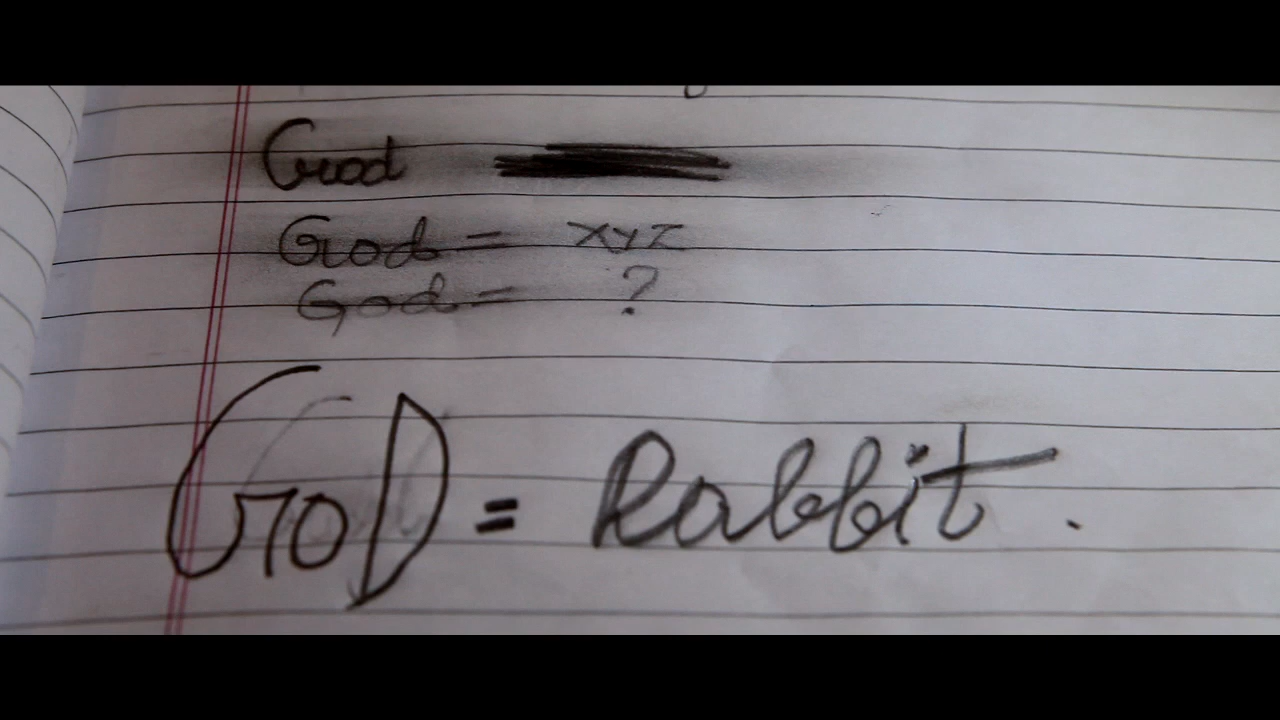 God
God = xyz
God = ?
GoD = Rabbit.